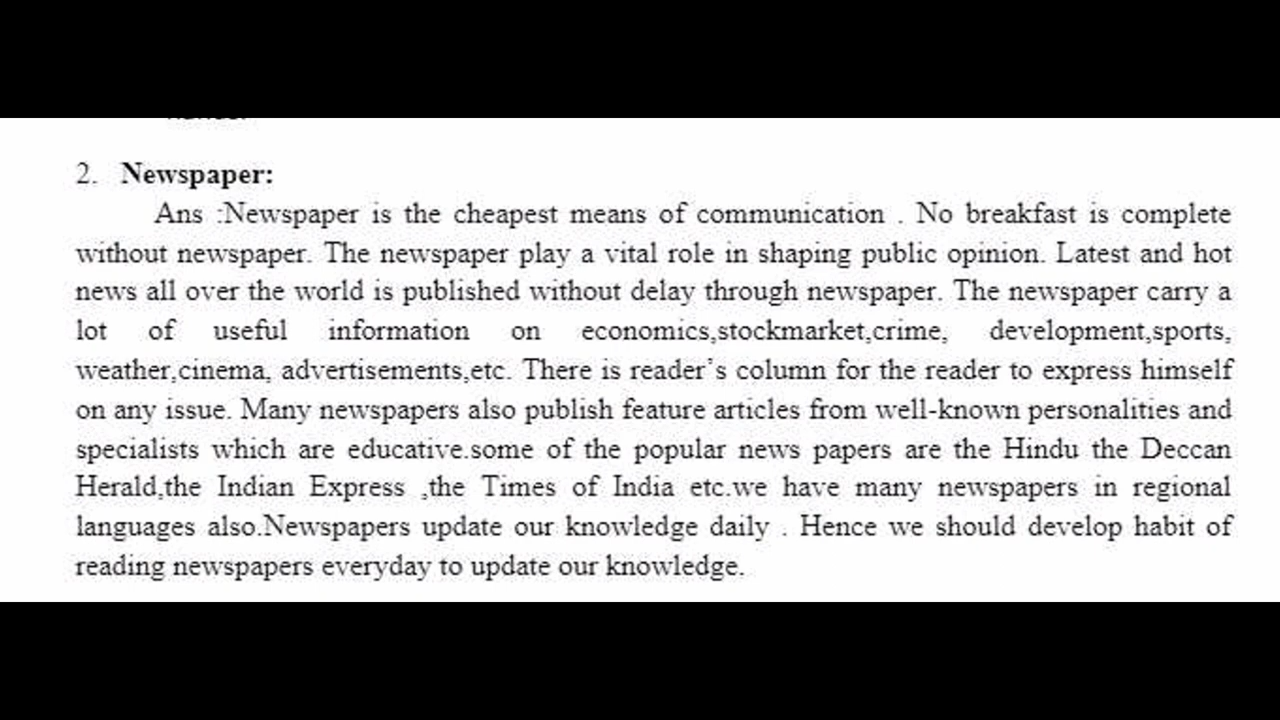 2. Newspaper:
Ans :Newspaper is the cheapest means of communication . No breakfast is complete
without newspaper. The newspaper play a vital role in shaping public opinion. Latest and hot
news all over the world is published without delay through newspaper. The newspaper carry a
lot of useful information on economics,stockmarket,crime, development,sports,
weather,cinema, advertisements,etc. There is reader's column for the reader to express himself
on any issue. Many newspapers also publish feature articles from well-known personalities and
specialists which are educative.some of the popular news papers are the Hindu the Deccan
Herald,the Indian Express ,the Times of India etc.we have many newspapers in regional
languages also.Newspapers update our knowledge daily . Hence we should develop habit of
reading newspapers everyday to update our knowledge.